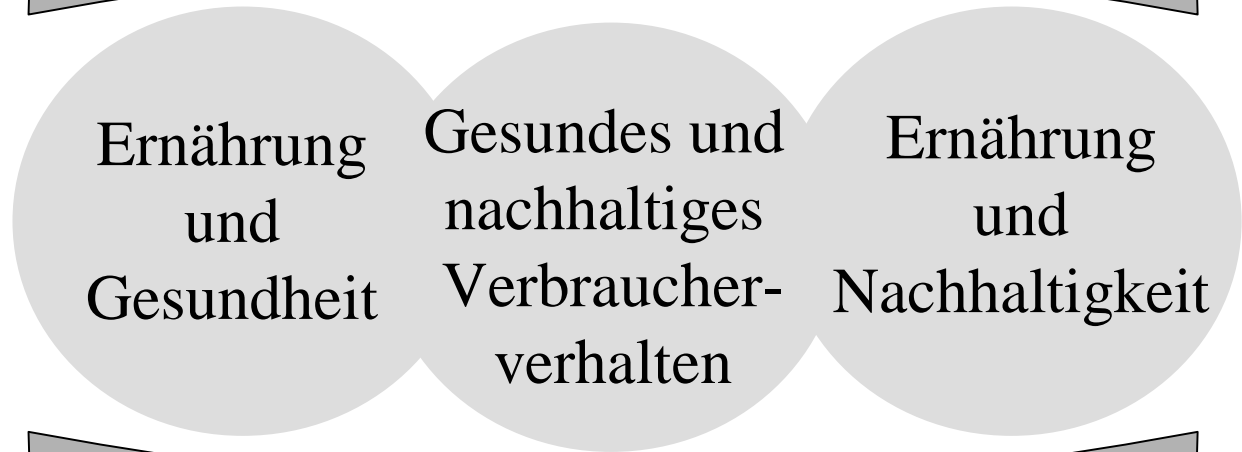 Ernährung
und
Gesundheit
Gesundes und
nachhaltiges
Verbraucher-
verhalten
Ernährung
und
Nachhaltigkeit